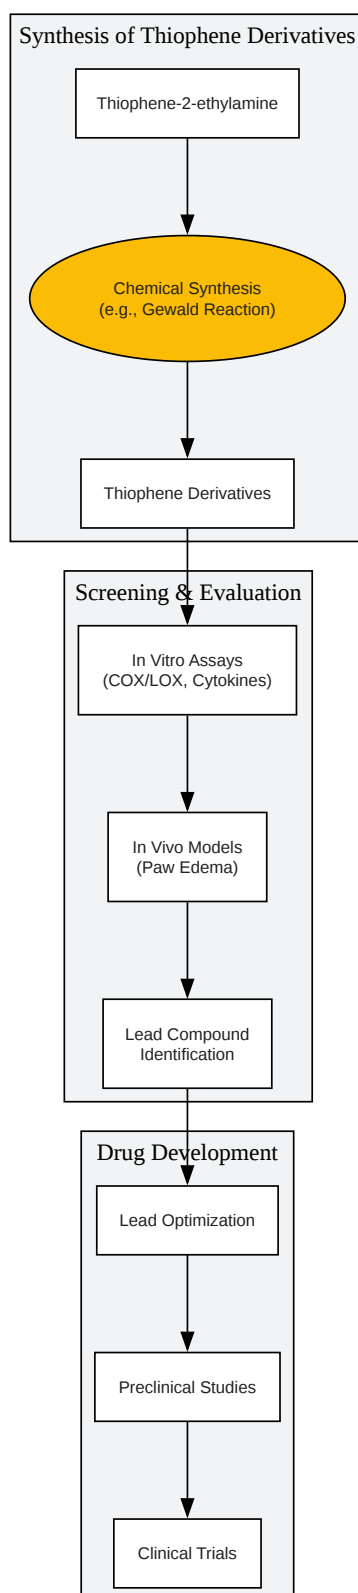 Synthesis of Thiophene Derivatives
Thiophene-2-ethylamine
Chemical Synthesis
(e.g., Gewald Reaction)
Thiophene Derivatives
Screening & Evaluation
In Vitro Assays
(COX/LOX, Cytokines)
In Vivo Models
(Paw Edema)
Lead Compound
Identification
Drug Development
Lead Optimization
Preclinical Studies
Clinical Trials